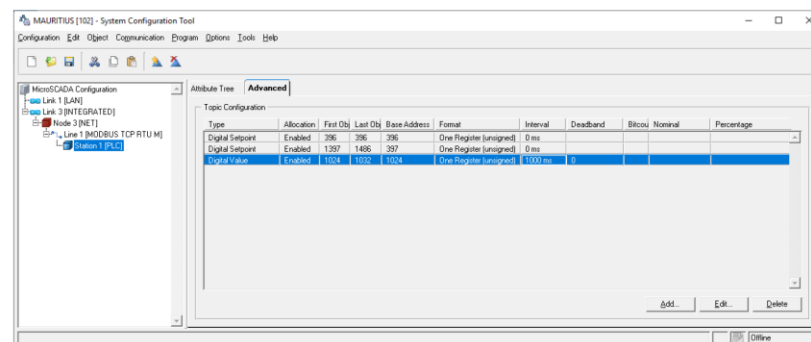 MAURITIUS [102] - System Configuration Tool
Configuration Edit Object Communication Program Options Tools Help
MicroSCADA Configuration
Link 1 [LAN]
Link 3 [INTEGRATED]
Node 3 [NET]
Line 1 [MODBUS TCP RTU M]
Station 1 [PLC]
Attribute Tree Advanced
Topic Configuration
Type Allocation First Obj Last Obj Base Address Format Interval Deadband Bitcou Nominal Percentage
Digital Setpoint Enabled 396 396 396 One Register (unsigned) 0 ms
Digital Setpoint Enabled 1397 1486 397 One Register (unsigned) 0 ms
Digital Value Enabled 1024 1032 1024 One Register (unsigned) 1000 ms 0
Add... Edit... Delete
Offline